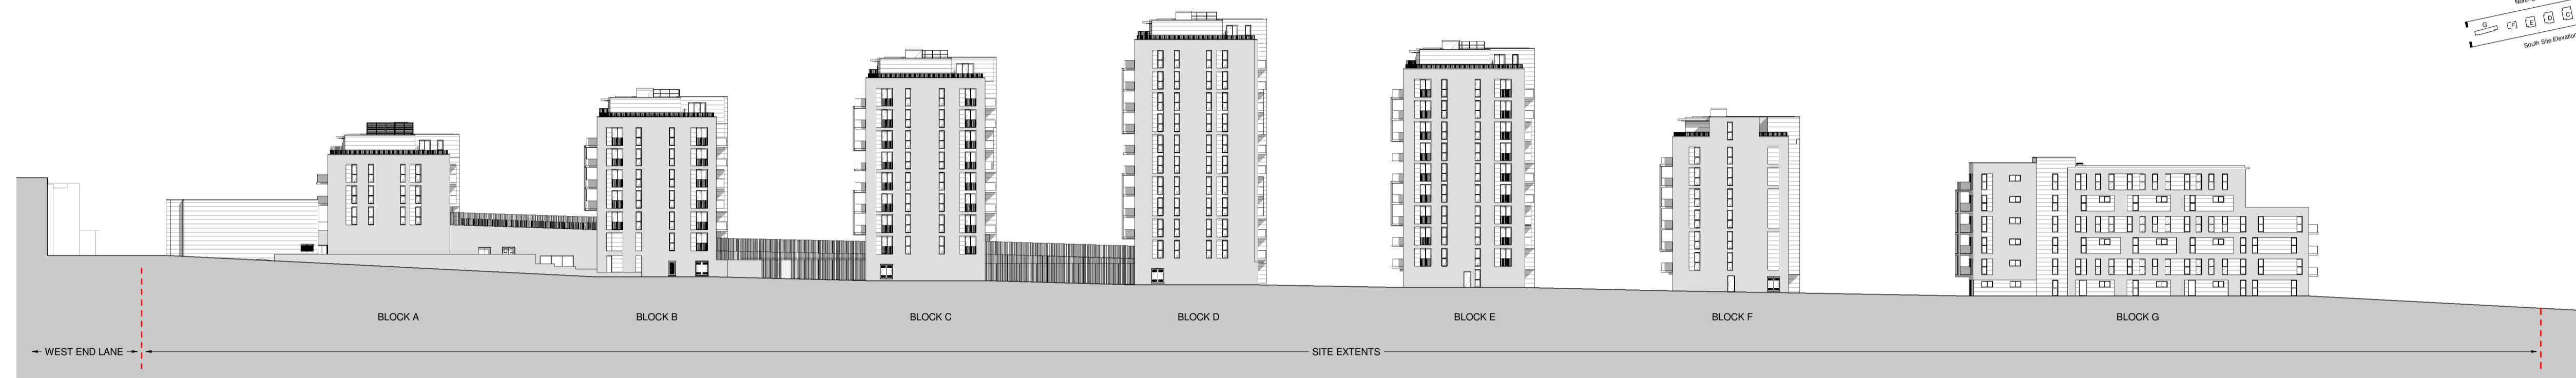 G F E D C
South Site Elevation
BLOCK A BLOCK B BLOCK C BLOCK D BLOCK E BLOCK F BLOCK G
WEST END LANE SITE EXTENTS